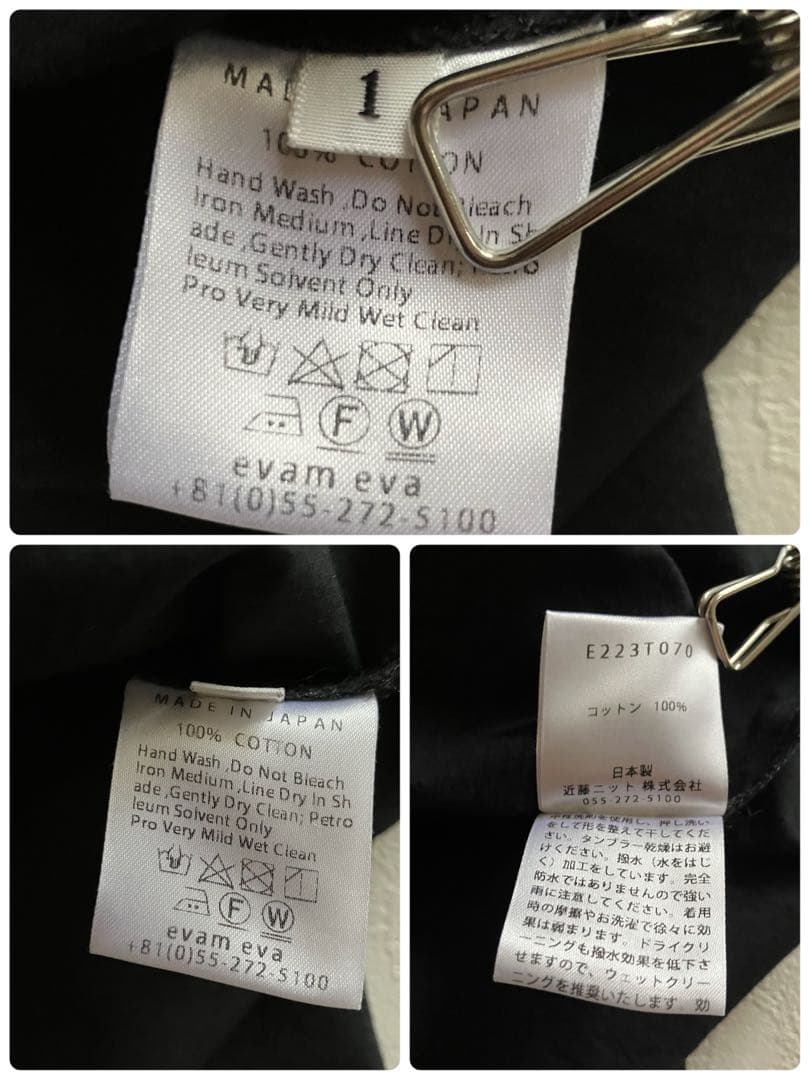 MADE JAPAN
1
100% COTTON
Hand Wash ,Do Not Bleach
Iron Medium ,Line Dry In Sh
ade ,Gently Dry Clean; Petro
leum Solvent Only
Pro Very Mild Wet Clean
F W
evam eva
+81(0)55-272-5100
MADE IN JAPAN
100% COTTON
Hand Wash ,Do Not Bleach
Iron Medium ,Line Dry In Sh
ade ,Gently Dry Clean; Petro
leum Solvent Only
Pro Very Mild Wet Clean
F W
evam eva
+81(0)55-272-5100
E223T070
コットン 100%
日本製
近藤ニット 株式会社
055-272-5100
を使用し、押し洗い
をして形を整えて干してくだ
さい。タンブラー乾燥はお避
けください。撥水（水をはじ
く）加工をしています。完全
防水ではありませんので強い
雨に注意してください。着用
時の摩擦やお洗濯で徐々に効
果は弱まります。ドライクリ
ーニングも撥水効果を低下さ
せますので、ウェットクリー
ニングを推奨いたします。効